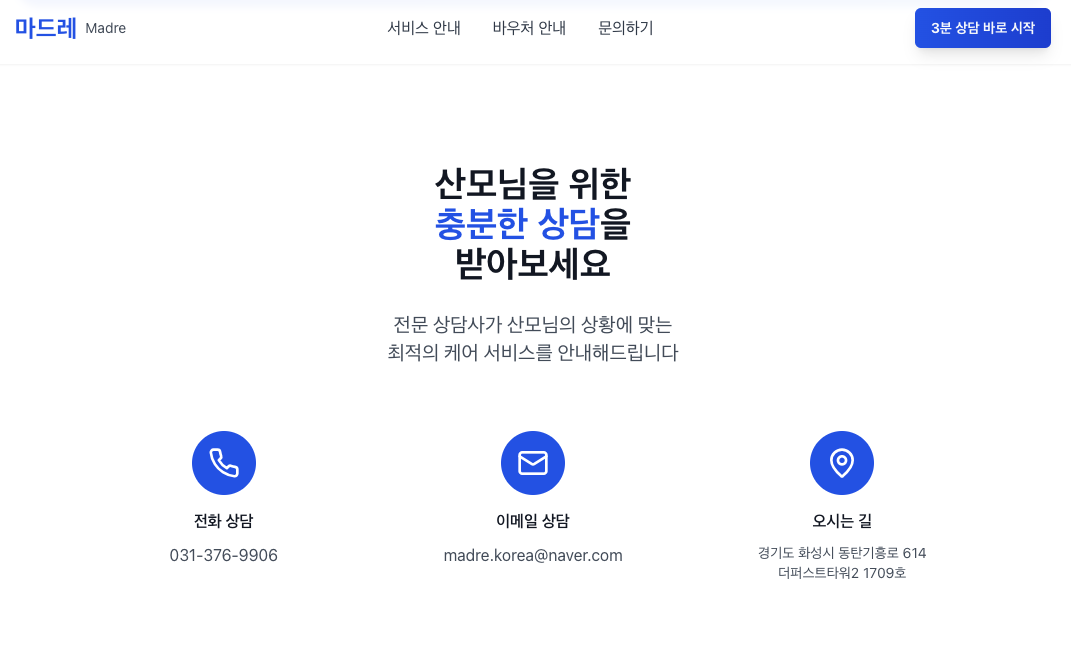 마드레 Madre
서비스 안내 바우처 안내 문의하기
3분 상담 바로 시작
산모님을 위한
충분한 상담을
받아보세요
전문 상담사가 산모님의 상황에 맞는
최적의 케어 서비스를 안내해드립니다
전화 상담
031-376-9906
이메일 상담
madre.korea@naver.com
오시는 길
경기도 화성시 동탄기흥로 614
더퍼스트타워2 1709호